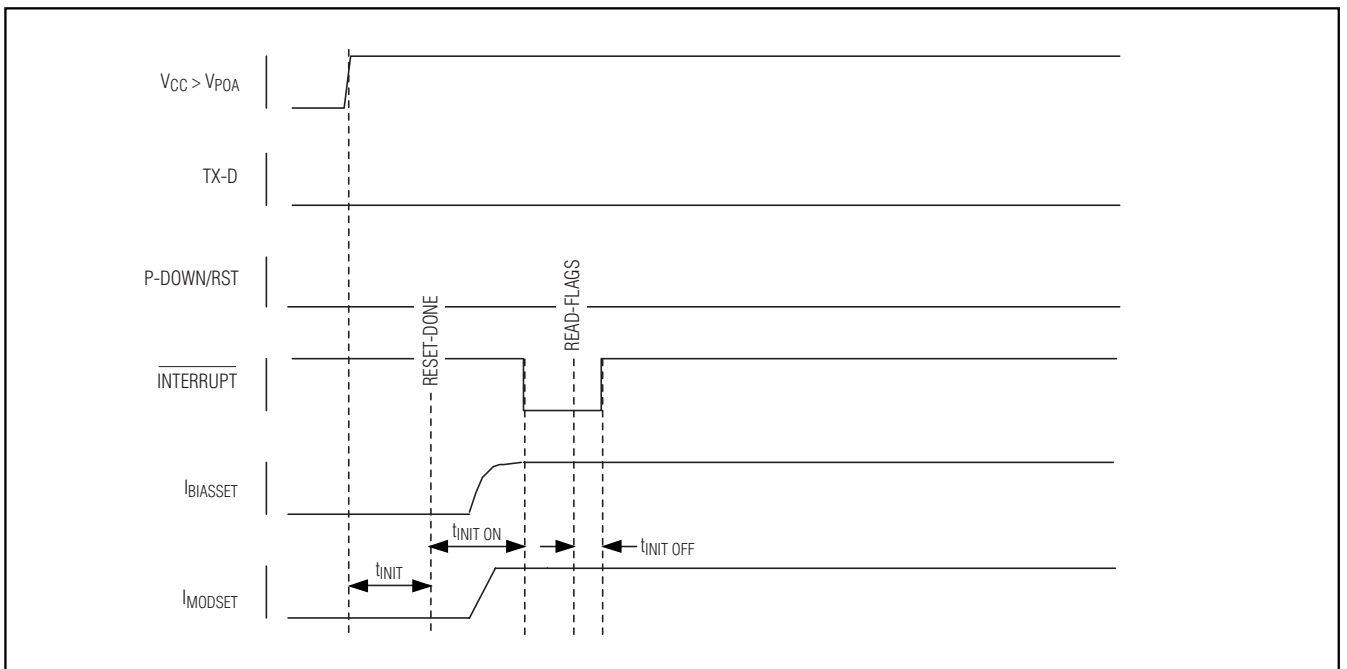 VCC > VPOA
TX-D
P-DOWN/RST
RESET-DONE
READ-FLAGS
INTERRUPT
IBIASSET
tINIT ON
tINIT OFF
tINIT
IMODSET